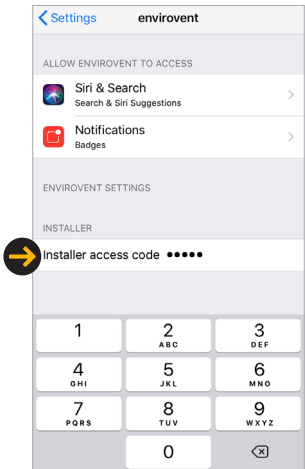 Settings
envirovent
ALLOW ENVIROVENT TO ACCESS
Siri & Search
Search & Siri Suggestions
Notifications
Badges
ENVIROVENT SETTINGS
INSTALLER
Installer access code •••••
1
2
ABC
3
DEF
4
GHI
5
JKL
6
MNO
7
PQRS
8
TUV
9
WXYZ
0